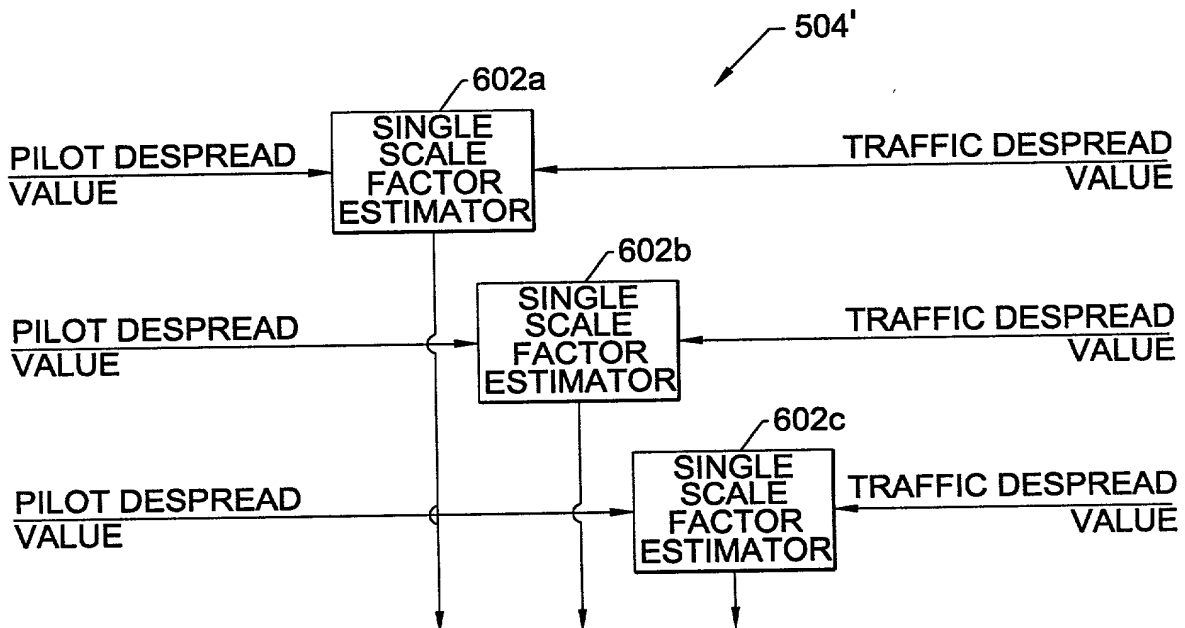 504'
602a
SINGLE
SCALE
FACTOR
ESTIMATOR
PILOT DESPREAD
VALUE
TRAFFIC DESPREAD
VALUE
602b
SINGLE
SCALE
FACTOR
ESTIMATOR
PILOT DESPREAD
VALUE
TRAFFIC DESPREAD
VALUE
602c
SINGLE
SCALE
FACTOR
ESTIMATOR
PILOT DESPREAD
VALUE
TRAFFIC DESPREAD
VALUE